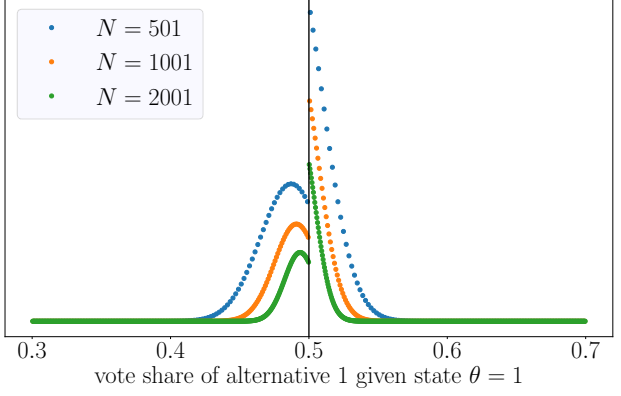 N = 501
N = 1001
N = 2001
0.3 0.4 0.5 0.6 0.7
vote share of alternative 1 given state θ = 1